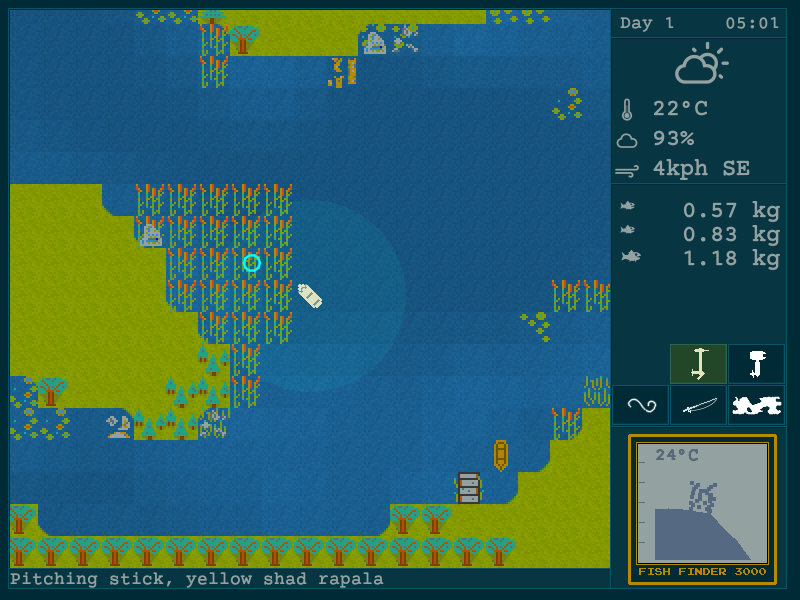 Day 1 05:01
22°C
93%
4kph SE
0.57 kg
0.83 kg
1.18 kg
24°C
FISH FINDER 3000
Pitching stick, yellow shad rapala